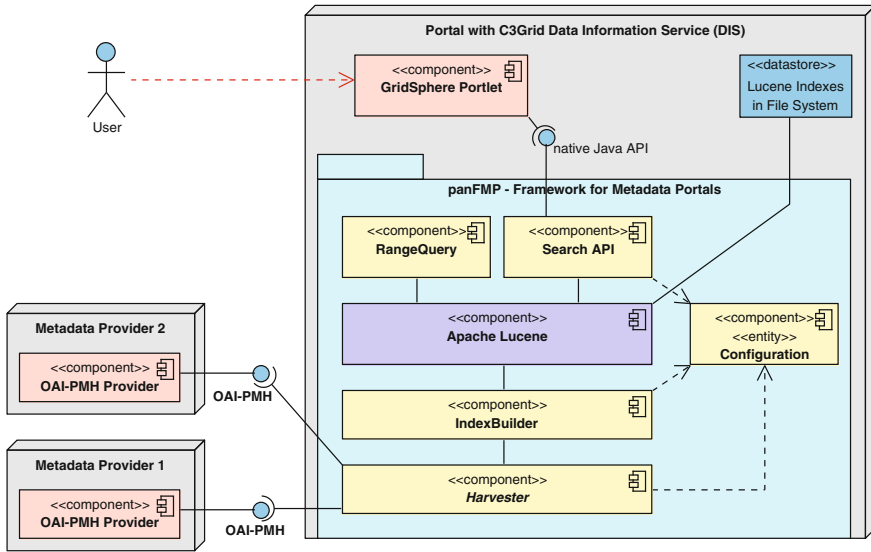 Portal with C3Grid Data Information Service (DIS)
<<component>>
GridSphere Portlet
<<datastore>>
Lucene Indexes
in File System
User
native Java API
panFMP - Framework for Metadata Portals
<<component>>
RangeQuery
<<component>>
Search API
<<component>>
Apache Lucene
<<component>>
<<entity>>
Configuration
Metadata Provider 2
<<component>>
OAI-PMH Provider
OAI-PMH
<<component>>
IndexBuilder
Metadata Provider 1
<<component>>
OAI-PMH Provider
OAI-PMH
<<component>>
Harvester